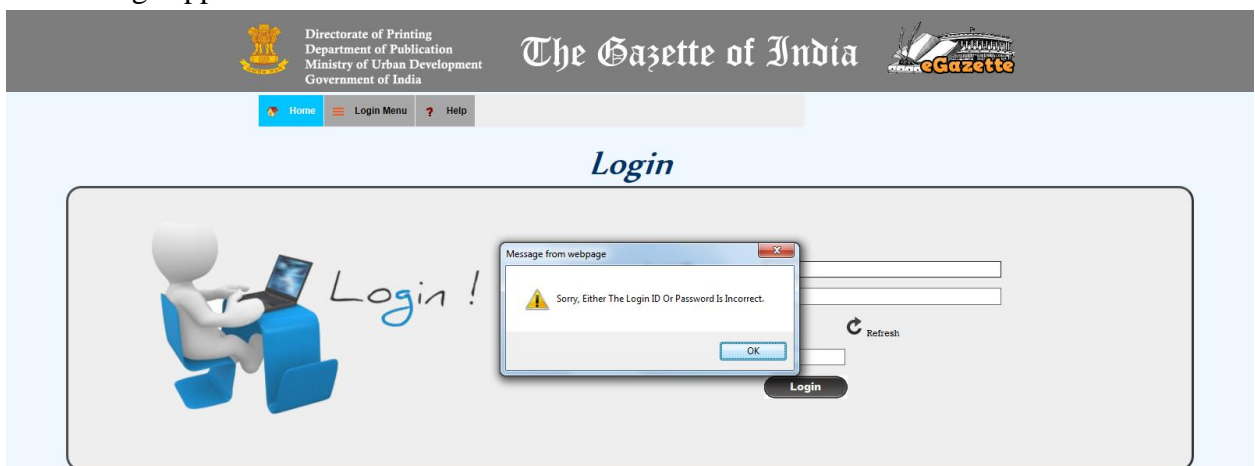 Directorate of Printing
Department of Publication
Ministry of Urban Development
Government of India
The Gazette of India
eGazette
Home Login Menu ? Help
Login
Login !
Message from webpage
Sorry, Either The Login ID Or Password Is Incorrect.
OK
Refresh
Login